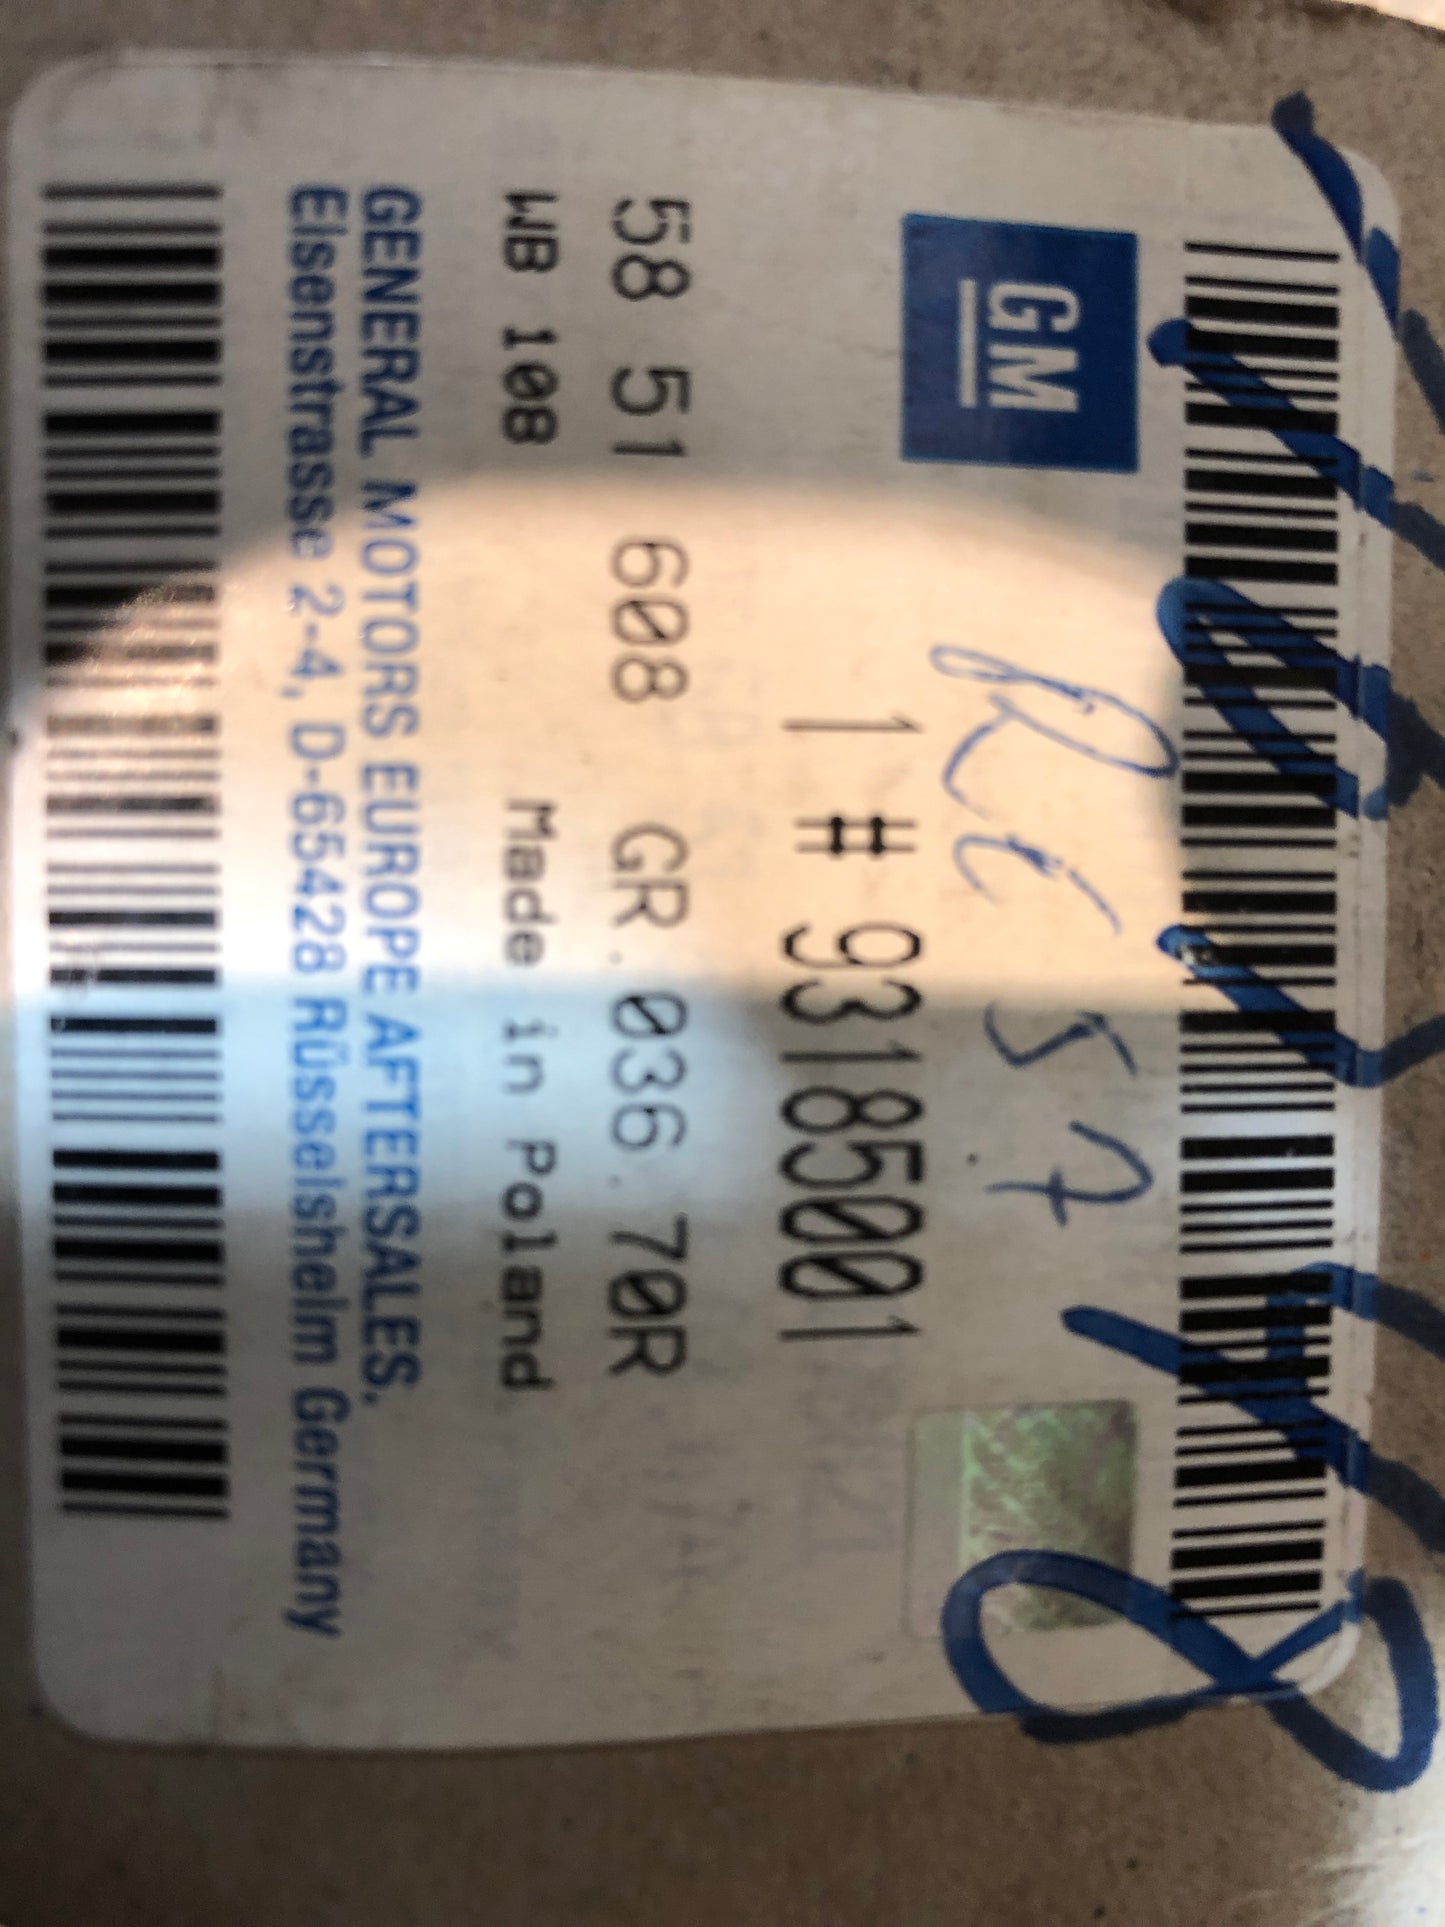 GM
1 # 93185001
58 51 608 GR.036.70R
WB 108 Made in Poland
GENERAL MOTORS EUROPE AFTERSALES,
Eisenstrasse 2-4, D-65428 Rüsselsheim Germany